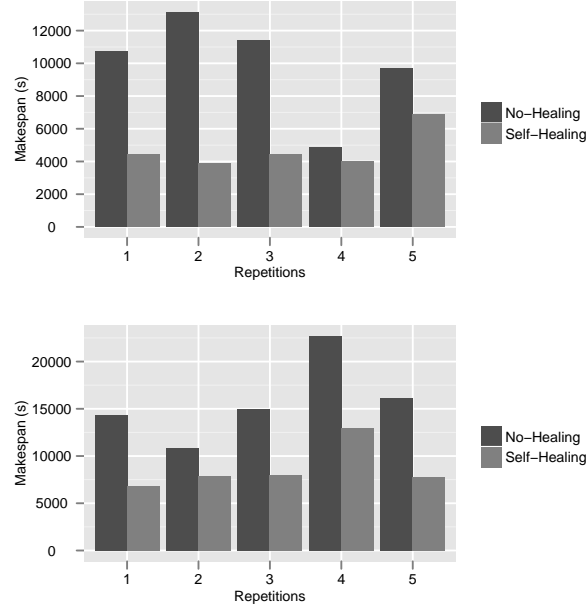 12000
10000
8000
6000
4000
2000
0
Makespan (s)
1 2 3 4 5
Repetitions
No-Healing
Self-Healing
20000
15000
10000
5000
0
Makespan (s)
1 2 3 4 5
Repetitions
No-Healing
Self-Healing